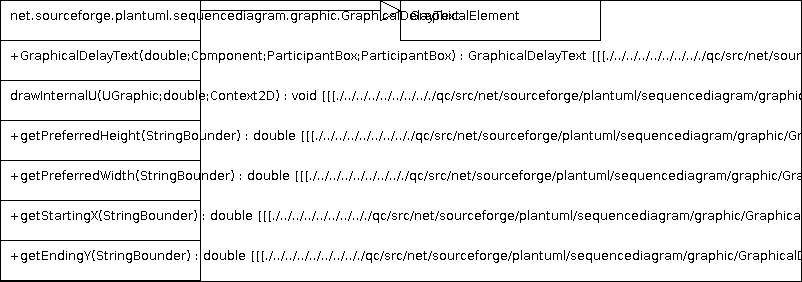 net.sourceforge.plantuml.sequencediagram.graphic.GraphicalDelayText
GraphicalElement
+GraphicalDelayText(double;Component;ParticipantBox;ParticipantBox) : GraphicalDelayText [[[./../../../../../../../../qc/src/net/sour
drawInternalU(UGraphic;double;Context2D) : void [[[./../../../../../../../../qc/src/net/sourceforge/plantuml/sequencediagram/graphic
+getPreferredHeight(StringBounder) : double [[[./../../../../../../../../qc/src/net/sourceforge/plantuml/sequencediagram/graphic/Gr
+getPreferredWidth(StringBounder) : double [[[./../../../../../../../../qc/src/net/sourceforge/plantuml/sequencediagram/graphic/Gra
+getStartingX(StringBounder) : double [[[./../../../../../../../../qc/src/net/sourceforge/plantuml/sequencediagram/graphic/Graphica
+getEndingY(StringBounder) : double [[[./../../../../../../../../qc/src/net/sourceforge/plantuml/sequencediagram/graphic/GraphicalD